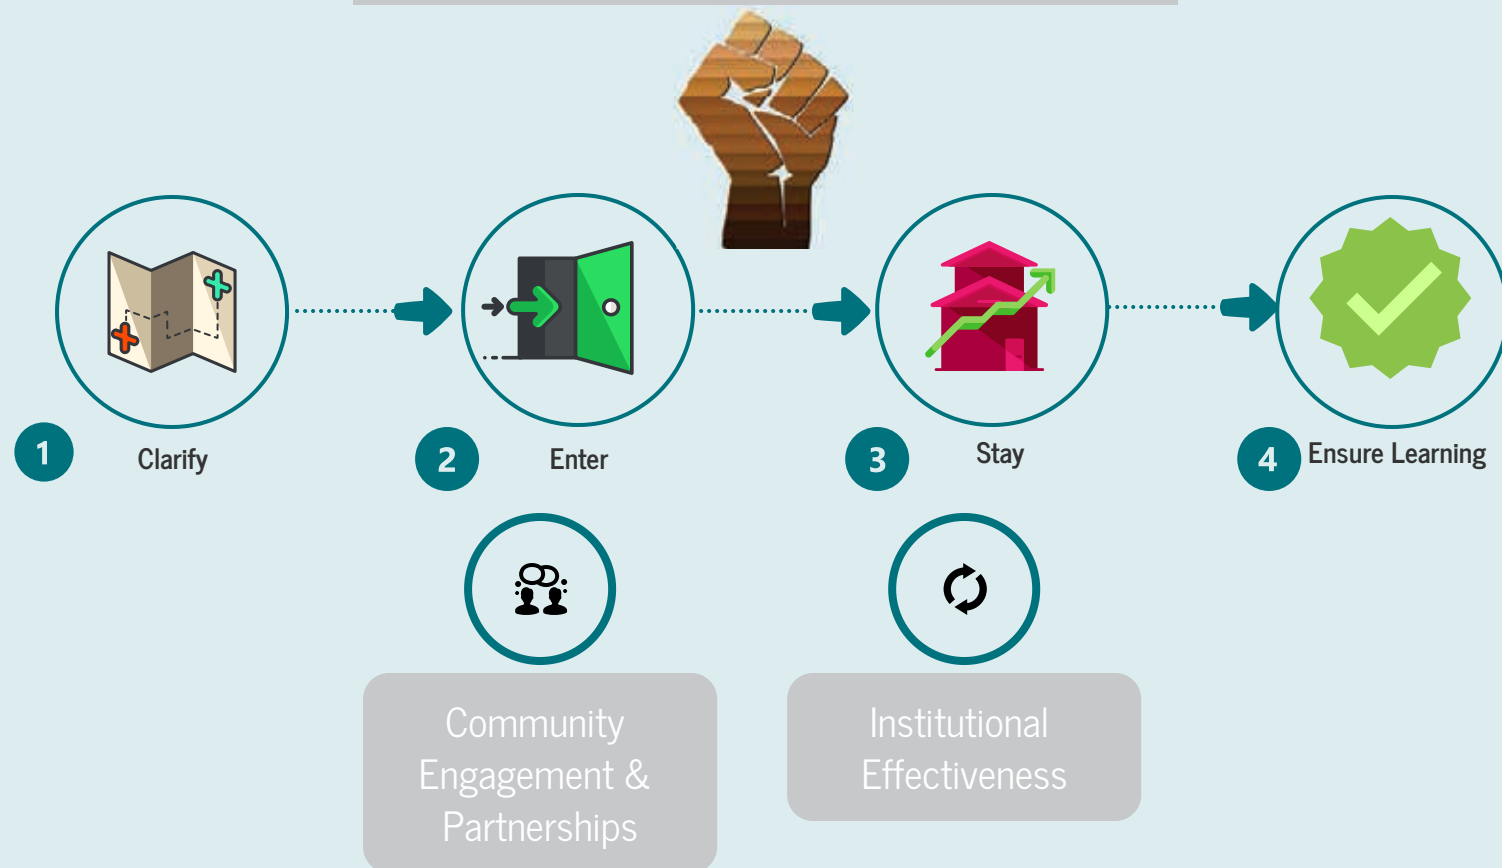 1
Clarify
2
Enter
3
Stay
4
Ensure Learning
Community
Engagement &
Partnerships
Institutional
Effectiveness